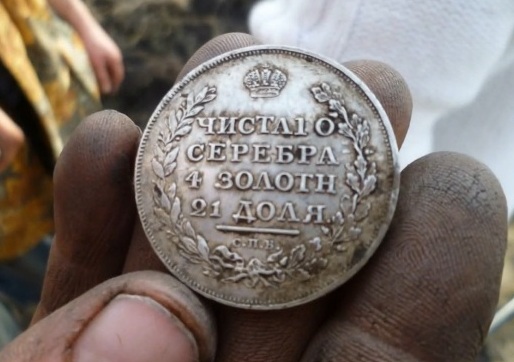 ЧИСТАГО
СЕРЕБРА
4 ЗОЛОТН
21 ДОЛЯ
С.П.Б.